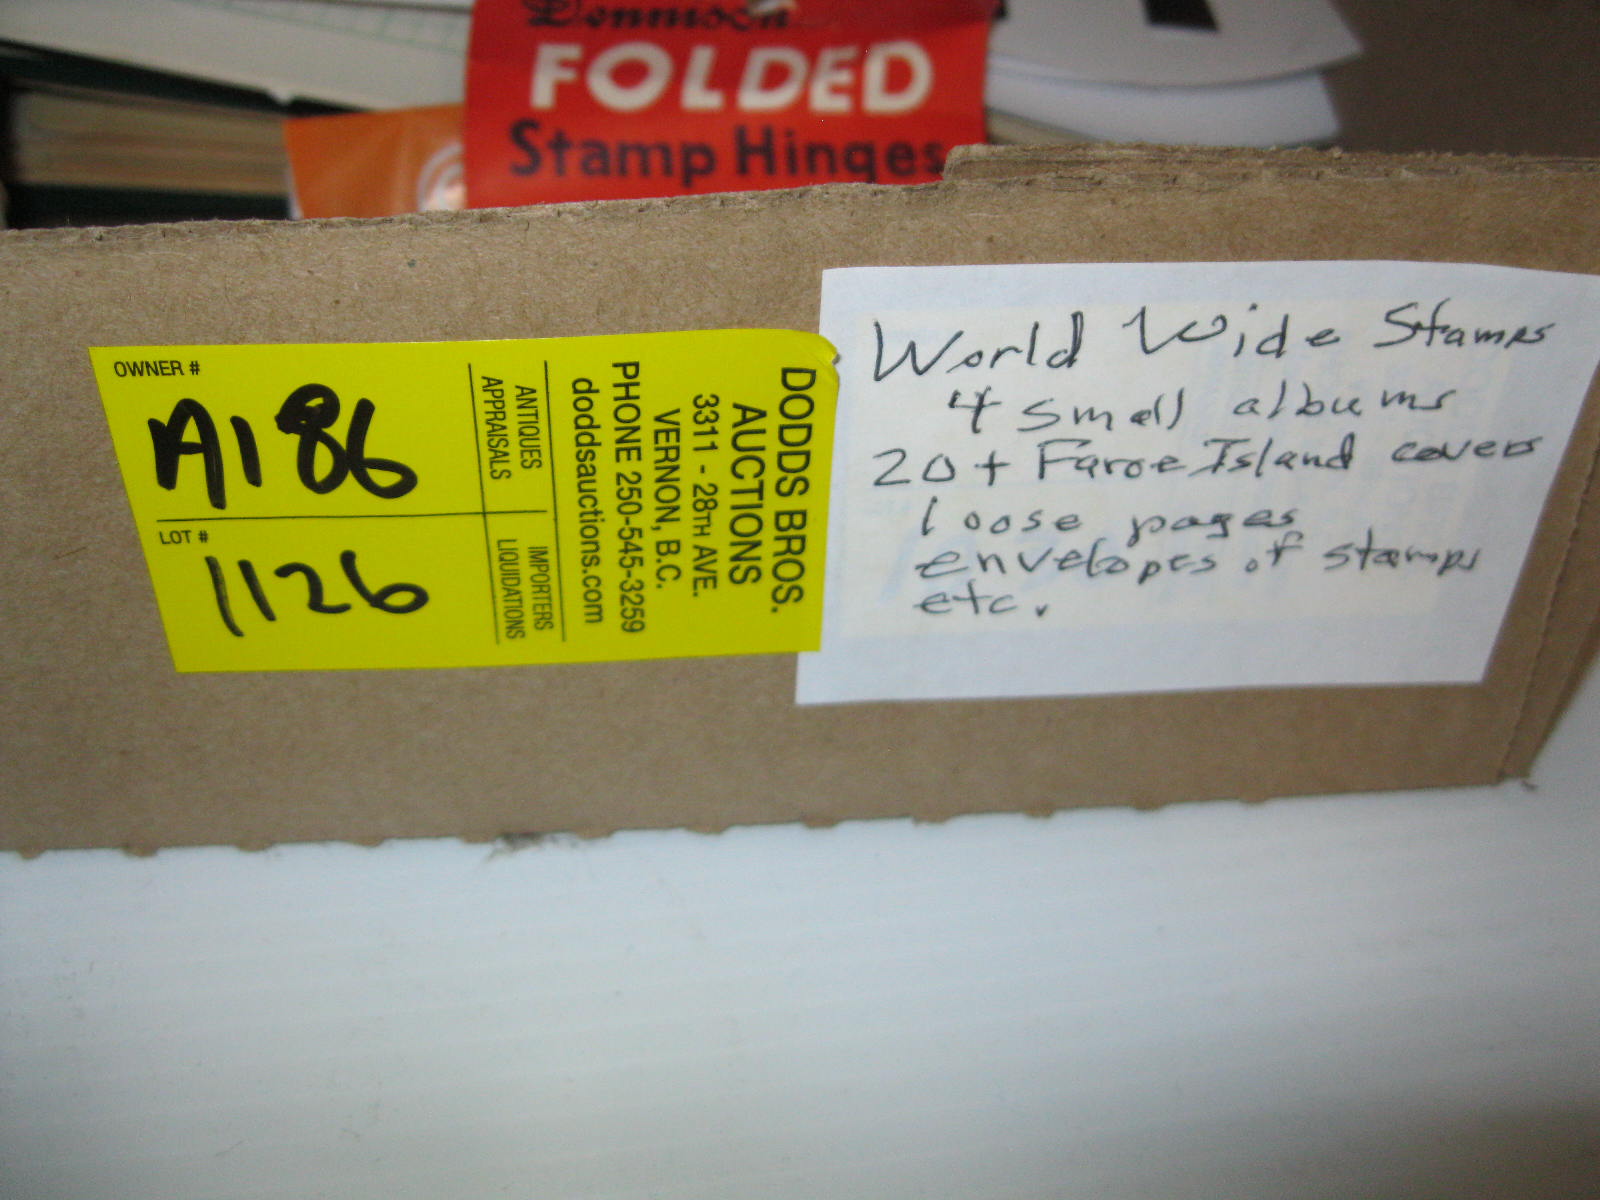 Dennison
FOLDED
Stamp Hinges
OWNER #
A186
LOT #
1126
ANTIQUES
APPRAISALS
IMPORTERS
LIQUIDATIONS
DODDS BROS.
AUCTIONS
3311 - 28TH AVE.
VERNON, B.C.
PHONE 250-545-3259
doddsauctions.com
World Wide Stamps
4 small albums
20+ Faroe Island covers
loose pages
envelopes of stamps
etc.